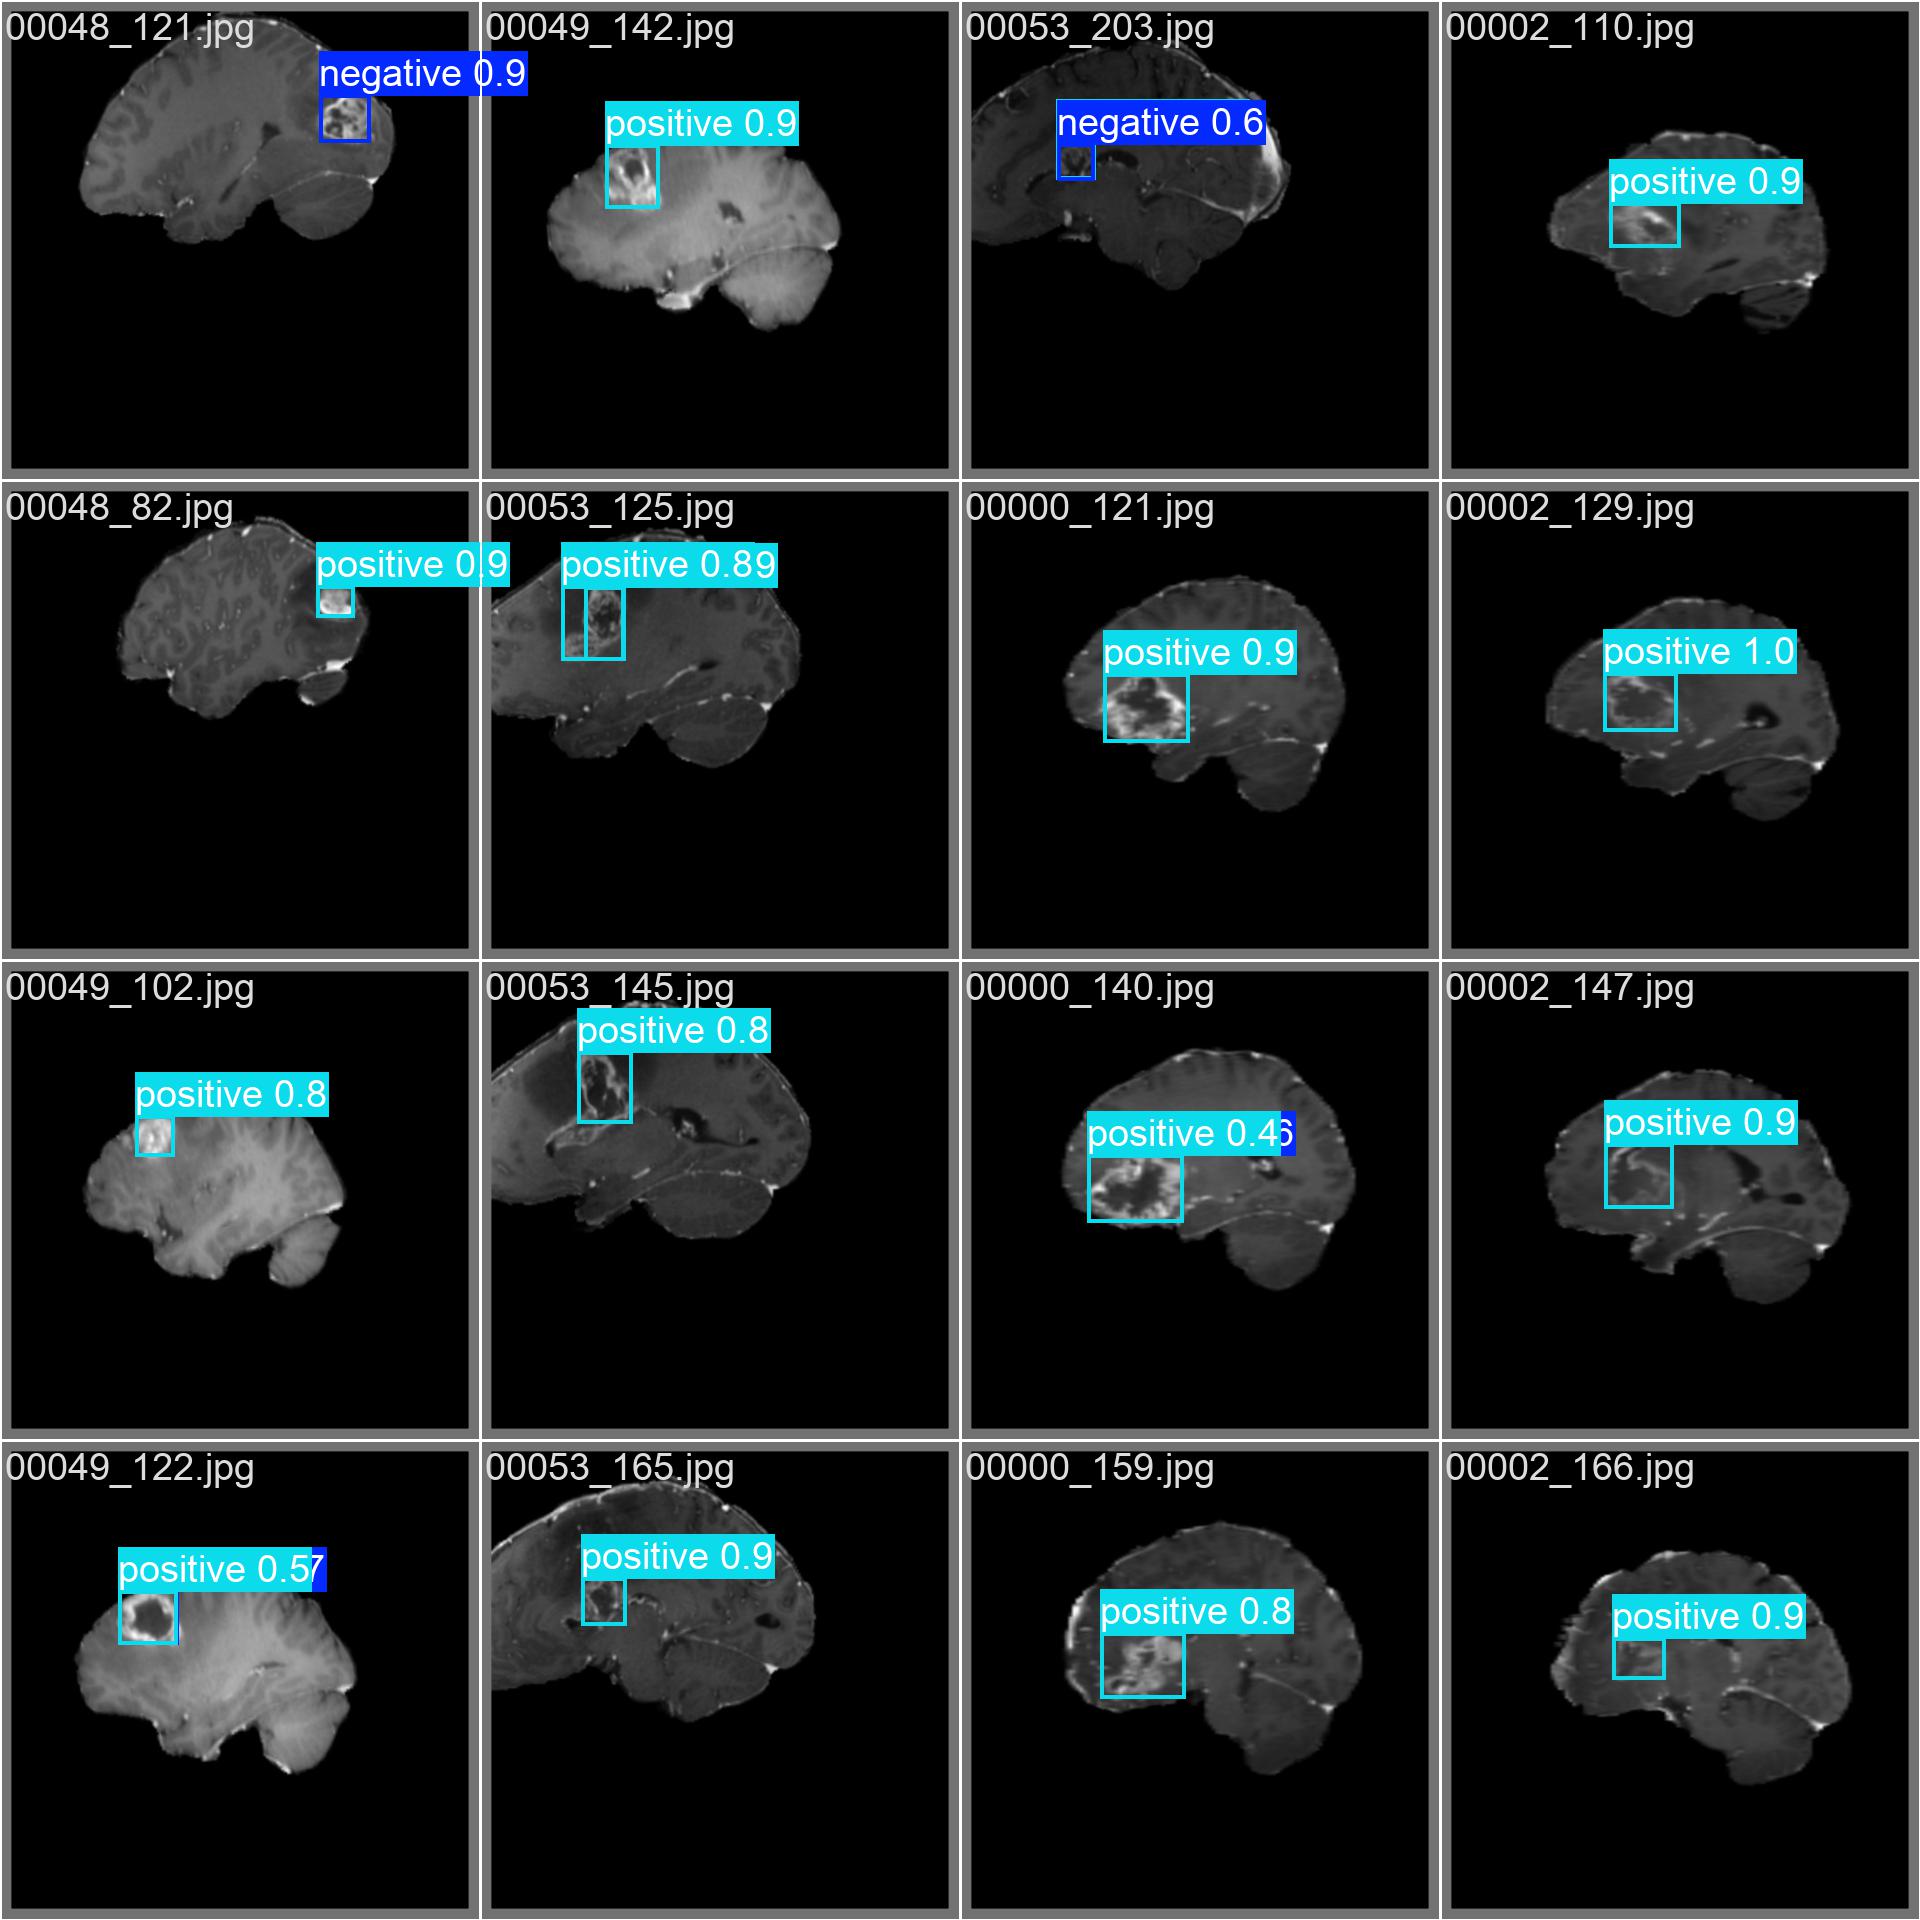 00048_121.jpg
negative 0.9
00049_142.jpg
positive 0.9
00053_203.jpg
negative 0.6
00002_110.jpg
positive 0.9
00048_82.jpg
positive 0.9
00053_125.jpg
positive 0.89
00000_121.jpg
positive 0.9
00002_129.jpg
positive 1.0
00049_102.jpg
positive 0.8
00053_145.jpg
positive 0.8
00000_140.jpg
positive 0.46
00002_147.jpg
positive 0.9
00049_122.jpg
positive 0.57
00053_165.jpg
positive 0.9
00000_159.jpg
positive 0.8
00002_166.jpg
positive 0.9